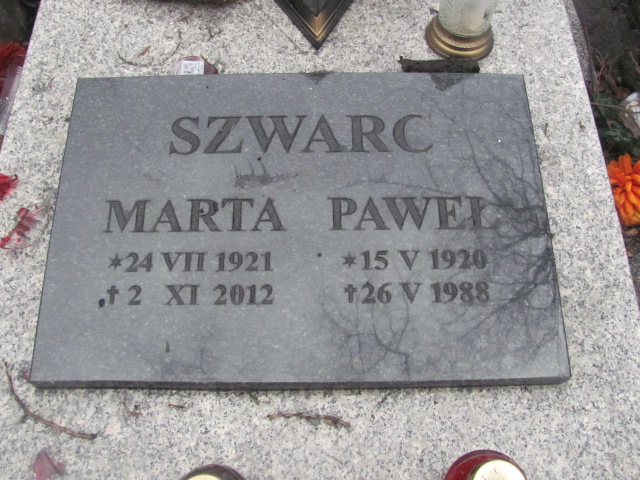 SZWARC
MARTA PAWEŁ
*24 VII 1921 *15 V 1920
†2 XI 2012 †26 V 1988